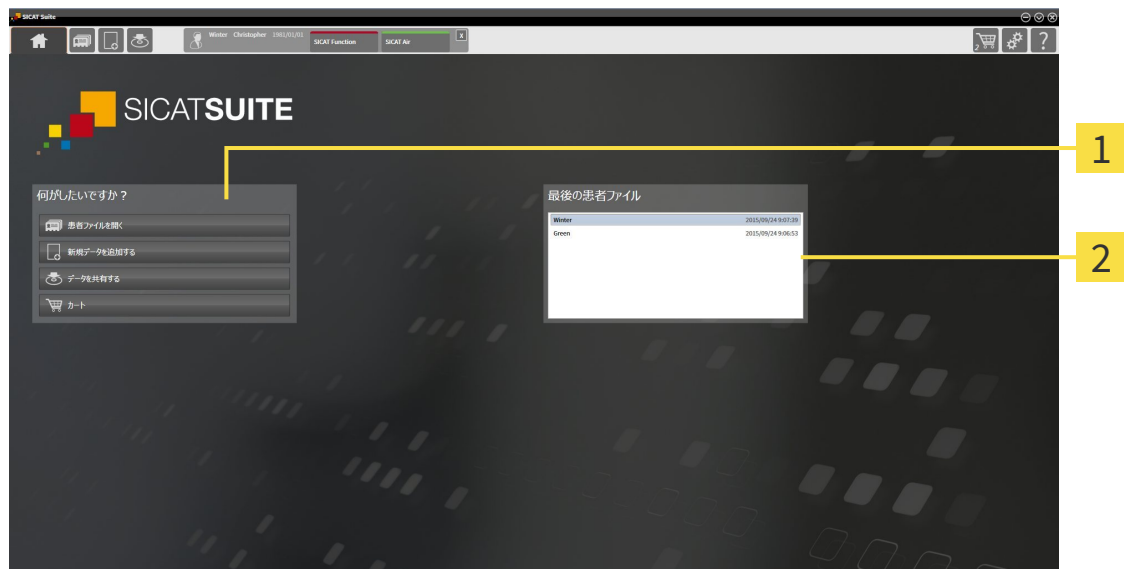 SICAT Suite
Winter Christopher 1981/01/01
SICAT Function
SICAT Air
x
2
?
SICATSUITE
1
何がしたいですか？
患者ファイルを開く
新規データを追加する
データを共有する
カート
最後の患者ファイル
Winter 2015/09/24 9:07:39
Green 2015/09/24 9:06:53
2